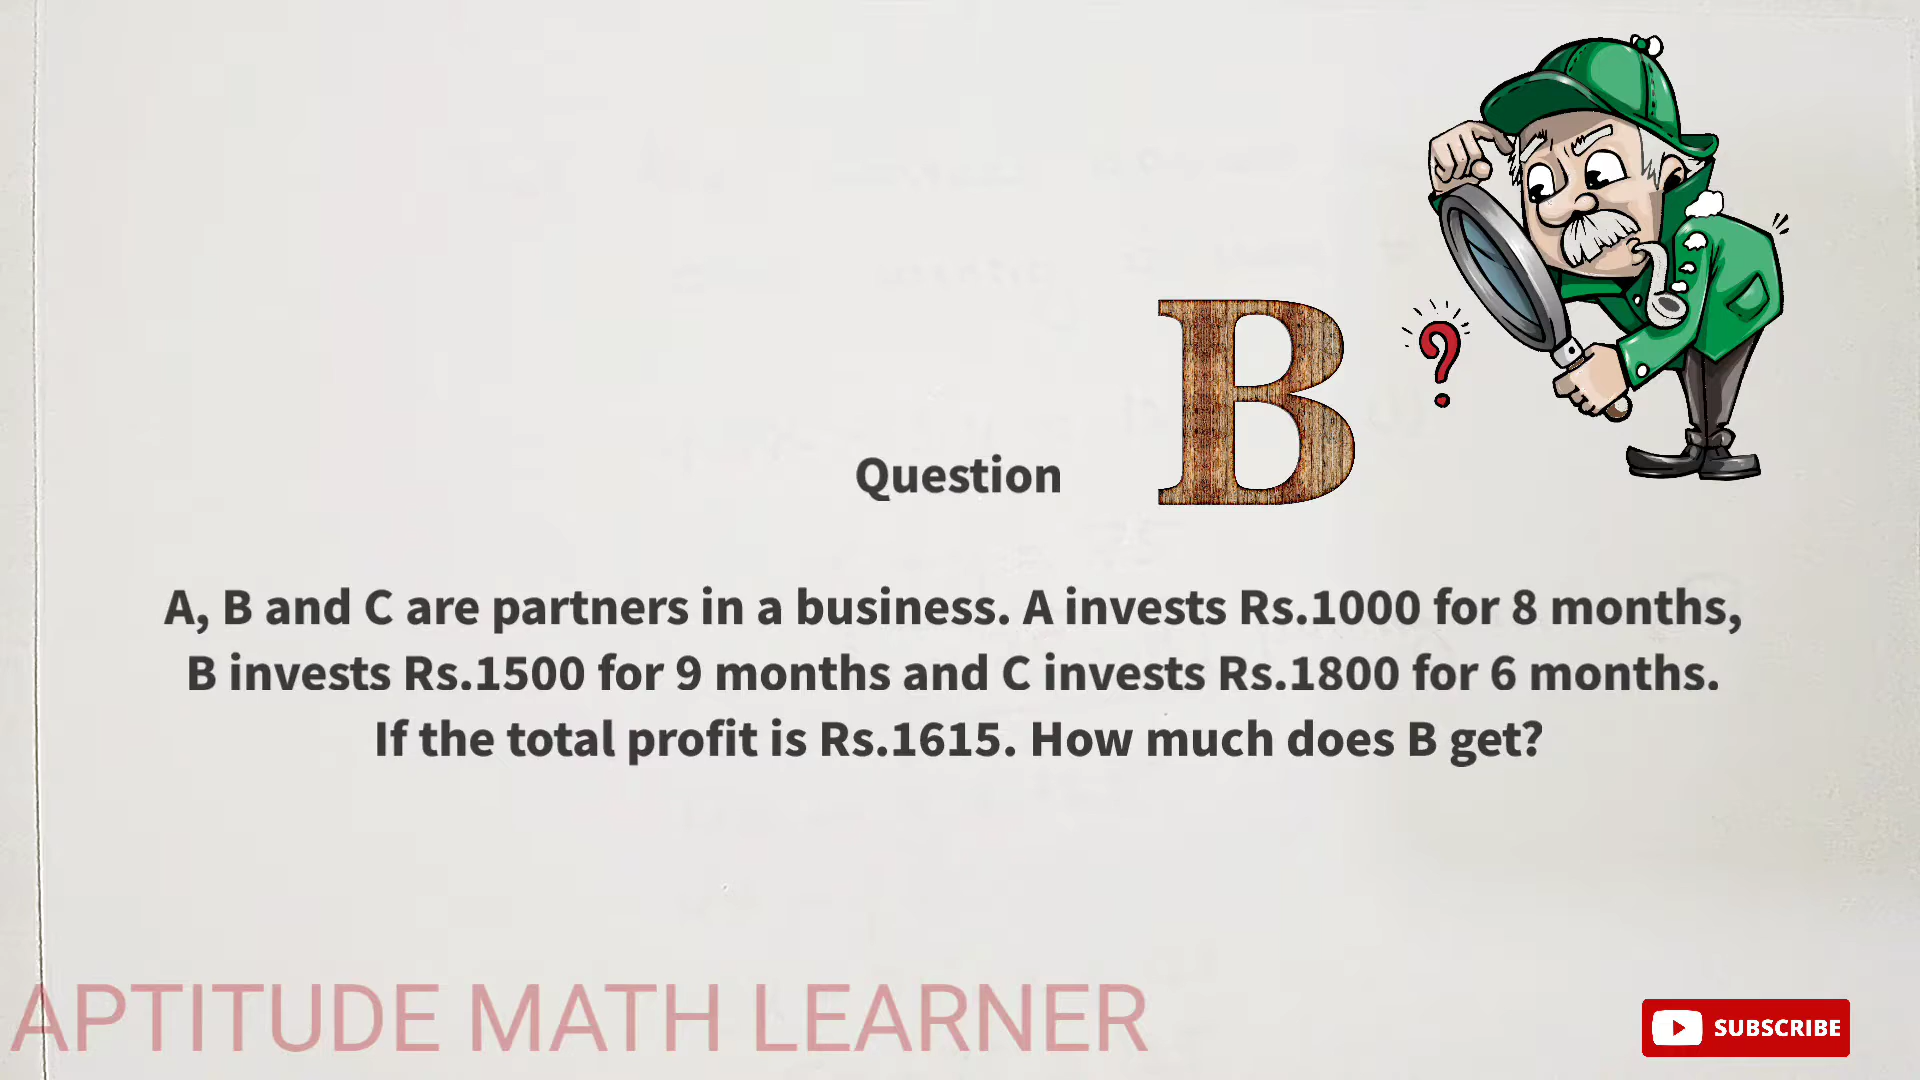 B
Question
A, B and C are partners in a business. A invests Rs.1000 for 8 months,
B invests Rs.1500 for 9 months and C invests Rs.1800 for 6 months.
If the total profit is Rs.1615. How much does B get?
APTITUDE MATH LEARNER
SUBSCRIBE